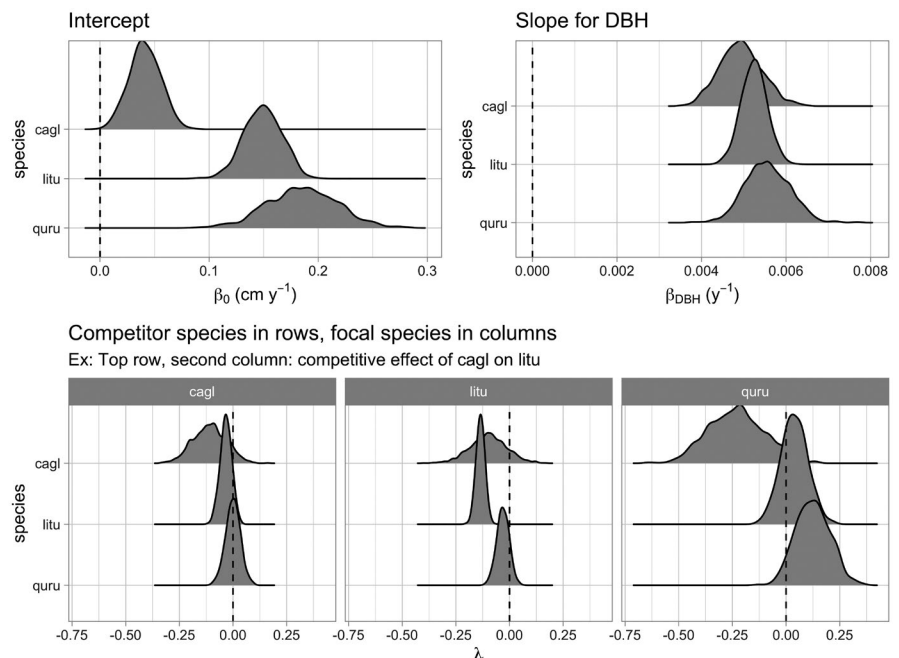 Intercept
species
cagl
litu
quru
0.0 0.1 0.2 0.3
β0 (cm y−1)
Slope for DBH
species
cagl
litu
quru
0.000 0.002 0.004 0.006 0.008
βDBH (y−1)
Competitor species in rows, focal species in columns
Ex: Top row, second column: competitive effect of cagl on litu
cagl litu quru
species
cagl
litu
quru
-0.75 -0.50 -0.25 0.00 0.25 -0.75 -0.50 -0.25 0.00 0.25 -0.75 -0.50 -0.25 0.00 0.25
λ